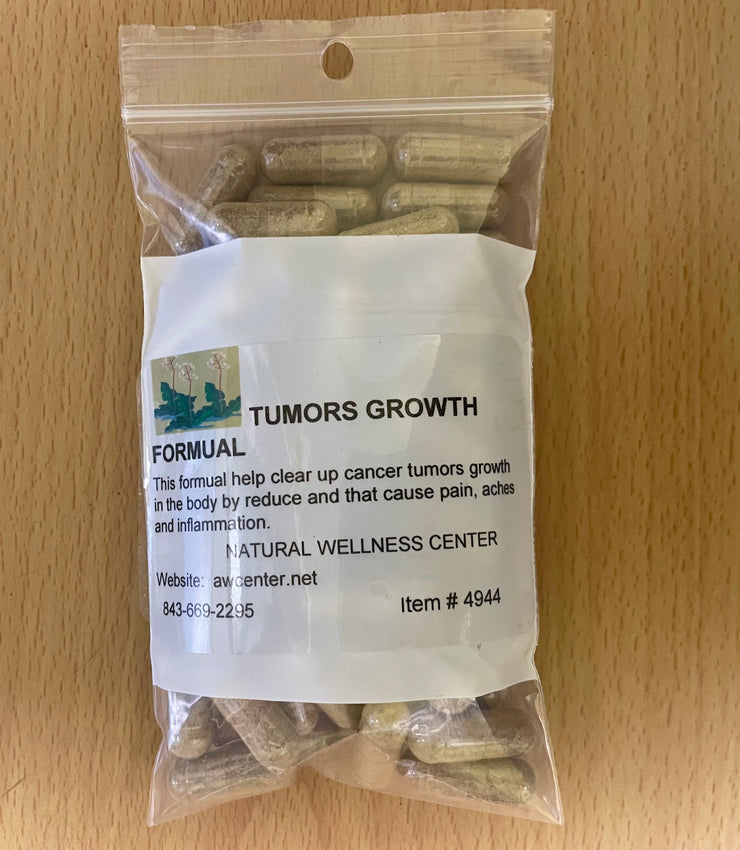 TUMORS GROWTH
FORMUAL
This formual help clear up cancer tumors growth
in the body by reduce and that cause pain, aches
and inflammation.
NATURAL WELLNESS CENTER
Website: awcenter.net
843-669-2295 Item # 4944